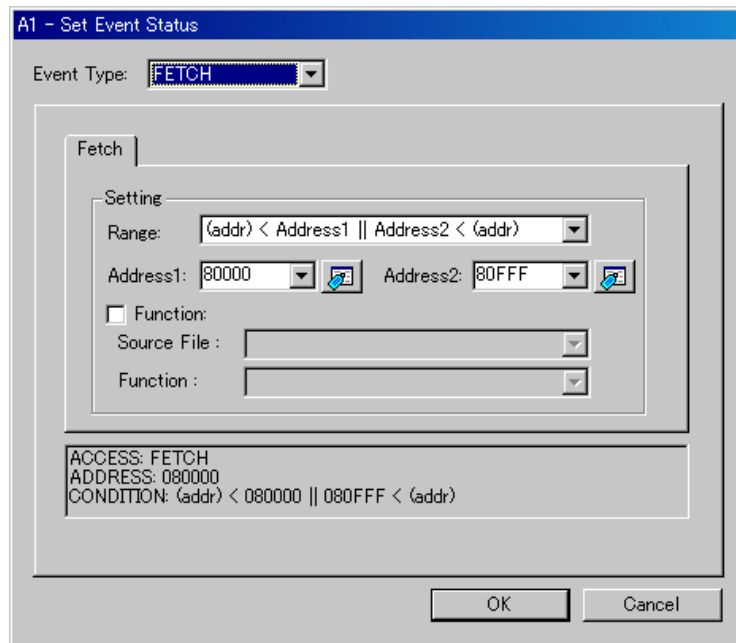 A1 - Set Event Status
Event Type: FETCH
Fetch
Setting
Range: (addr) < Address1 || Address2 < (addr)
Address1: 80000 Address2: 80FFF
Function:
Source File :
Function :
ACCESS: FETCH
ADDRESS: 080000
CONDITION: (addr) < 080000 || 080FFF < (addr)
OK Cancel